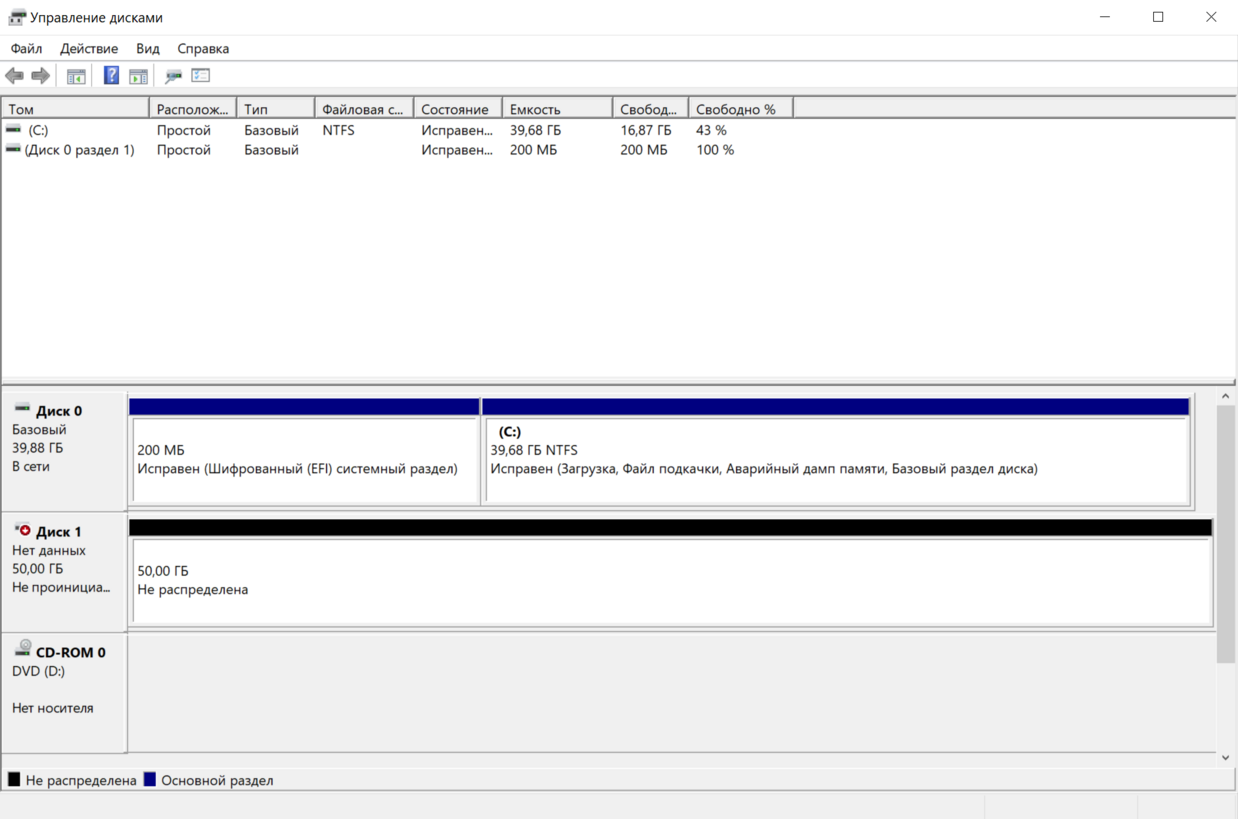 Управление дисками
Файл Действие Вид Справка
Том Располож... Тип Файловая с... Состояние Емкость Свобод... Свободно %
(C:) Простой Базовый NTFS Исправен... 39,68 ГБ 16,87 ГБ 43 %
(Диск 0 раздел 1) Простой Базовый Исправен... 200 МБ 200 МБ 100 %
Диск 0
Базовый
39,88 ГБ
В сети
200 МБ
Исправен (Шифрованный (EFI) системный раздел)
(C:)
39,68 ГБ NTFS
Исправен (Загрузка, Файл подкачки, Аварийный дамп памяти, Базовый раздел диска)
Диск 1
Нет данных
50,00 ГБ
Не проинициа...
50,00 ГБ
Не распределена
CD-ROM 0
DVD (D:)
Нет носителя
Не распределена Основной раздел